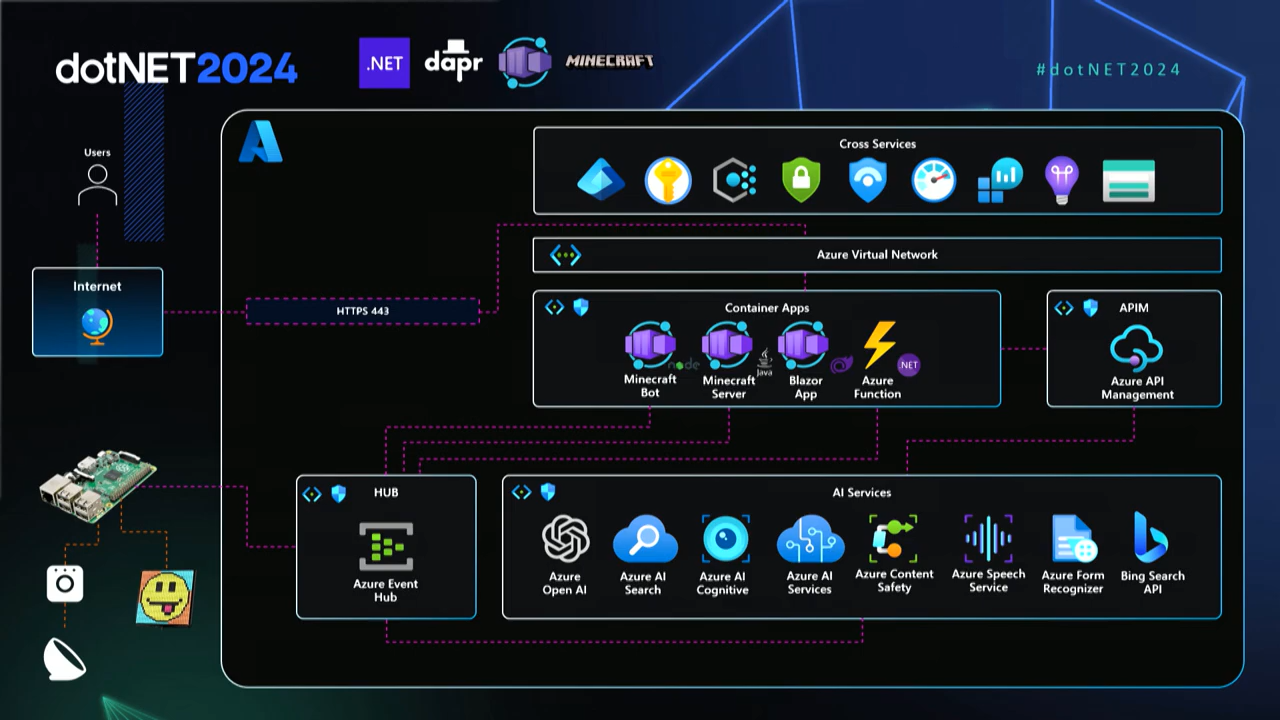 dotNET2024
.NET
dapr
MINECRAFT
#dotNET2024
Users
Cross Services
Internet
Azure Virtual Network
HTTPS 443
Container Apps
APIM
node
Java
.NET
Minecraft
Bot
Minecraft
Server
Blazor
App
Azure
Function
Azure API
Management
HUB
Azure Event
Hub
AI Services
Azure
Open AI
Azure AI
Search
Azure AI
Cognitive
Azure AI
Services
Azure Content
Safety
Azure Speech
Service
Azure Form
Recognizer
Bing Search
API